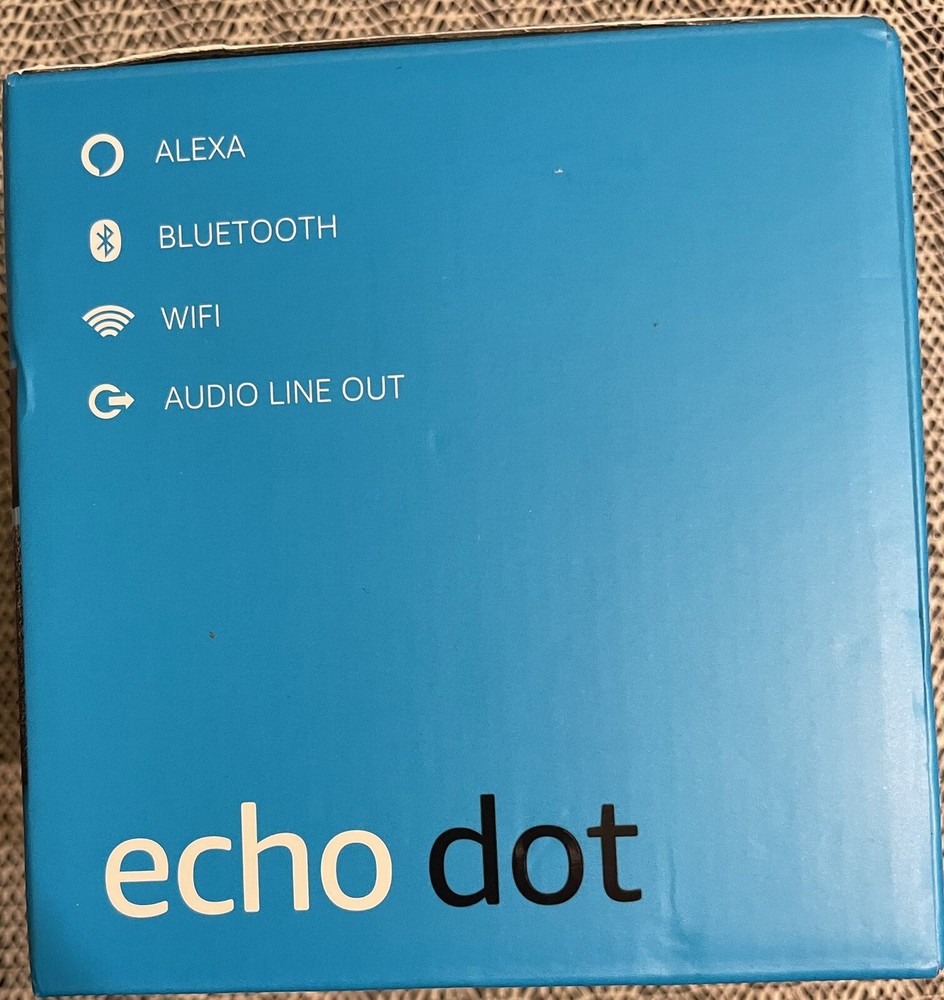 ALEXA
BLUETOOTH
WIFI
AUDIO LINE OUT
echo dot